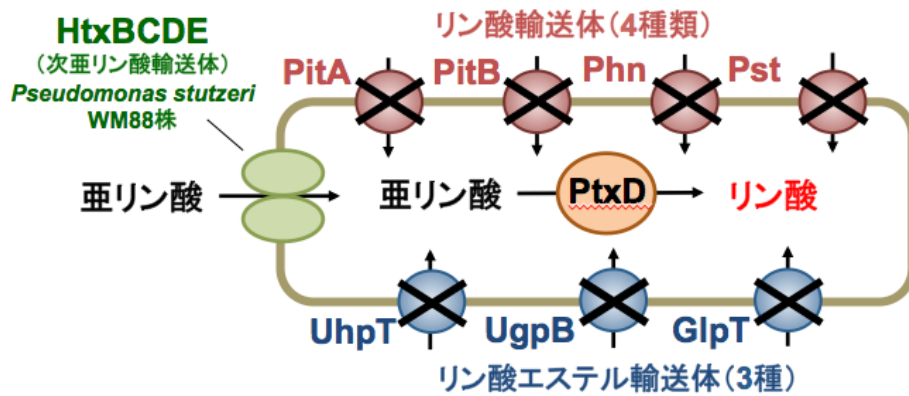 HtxBCDE
（次亜リン酸輸送体）
Pseudomonas stutzeri
WM88株
リン酸輸送体（4種類）
PitA
PitB
Phn
Pst
亜リン酸
亜リン酸
PtxD
リン酸
UhpT
UgpB
GlpT
リン酸エステル輸送体（3種）